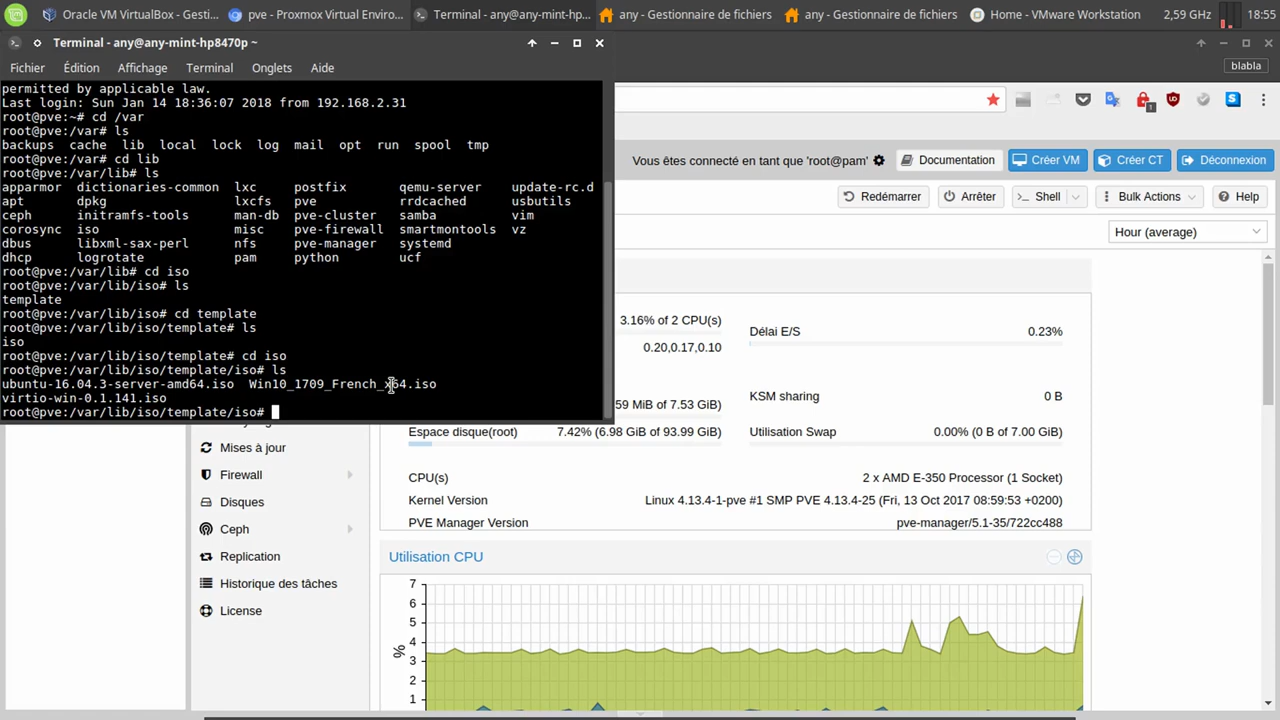 Oracle VM VirtualBox - Gesti...
pve - Proxmox Virtual Enviro...
Terminal - any@any-mint-hp...
any - Gestionnaire de fichiers
any - Gestionnaire de fichiers
Home - VMware Workstation
2,59 GHz
18:55
Terminal - any@any-mint-hp8470p ~
blabla
Fichier Édition Affichage Terminal Onglets Aide
permitted by applicable law.
Last login: Sun Jan 14 18:36:07 2018 from 192.168.2.31
root@pve:~# cd /var
root@pve:/var# ls
backups cache lib local lock log mail opt run spool tmp
root@pve:/var# cd lib
root@pve:/var/lib# ls
apparmor dictionaries-common lxc postfix qemu-server update-rc.d
apt dpkg lxcfs pve rrdcached usbutils
ceph initramfs-tools man-db pve-cluster samba vim
corosync iso misc pve-firewall smartmontools vz
dbus libxml-sax-perl nfs pve-manager systemd
dhcp logrotate pam python ucf
root@pve:/var/lib# cd iso
root@pve:/var/lib/iso# ls
template
root@pve:/var/lib/iso# cd template
root@pve:/var/lib/iso/template# ls
iso
root@pve:/var/lib/iso/template# cd iso
root@pve:/var/lib/iso/template/iso# ls
ubuntu-16.04.3-server-amd64.iso Win10_1709_French_x64.iso
virtio-win-0.1.141.iso
root@pve:/var/lib/iso/template/iso#
1
Vous êtes connecté en tant que 'root@pam'
Documentation
Créer VM
Créer CT
Déconnexion
Redémarrer
Arrêter
Shell
Bulk Actions
Help
Hour (average)
3.16% of 2 CPU(s)
Délai E/S 0.23%
0.20,0.17,0.10
59 MiB of 7.53 GiB)
KSM sharing 0 B
Espace disque(root) 7.42% (6.98 GiB of 93.99 GiB)
Utilisation Swap 0.00% (0 B of 7.00 GiB)
CPU(s) 2 x AMD E-350 Processor (1 Socket)
Kernel Version Linux 4.13.4-1-pve #1 SMP PVE 4.13.4-25 (Fri, 13 Oct 2017 08:59:53 +0200)
PVE Manager Version pve-manager/5.1-35/722cc488
Mises à jour
Firewall
Disques
Ceph
Replication
Historique des tâches
License
Utilisation CPU
7
6
5
4
3
2
1
%